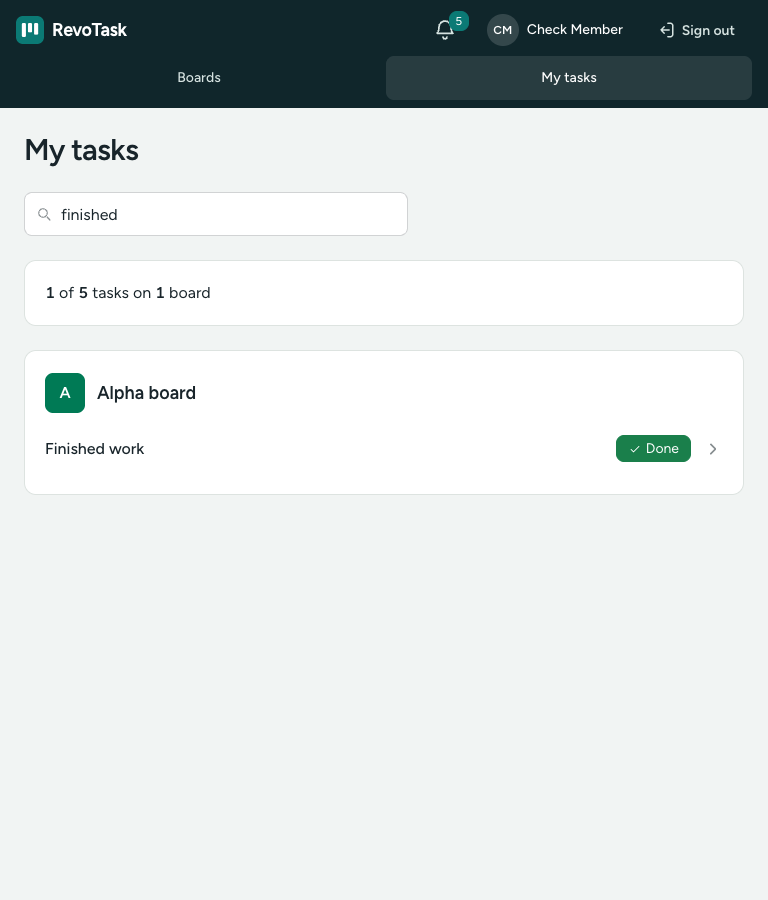 RevoTask
5
CM
Check Member
Sign out
Boards
My tasks
My tasks
finished
1 of 5 tasks on 1 board
A
Alpha board
Finished work
Done